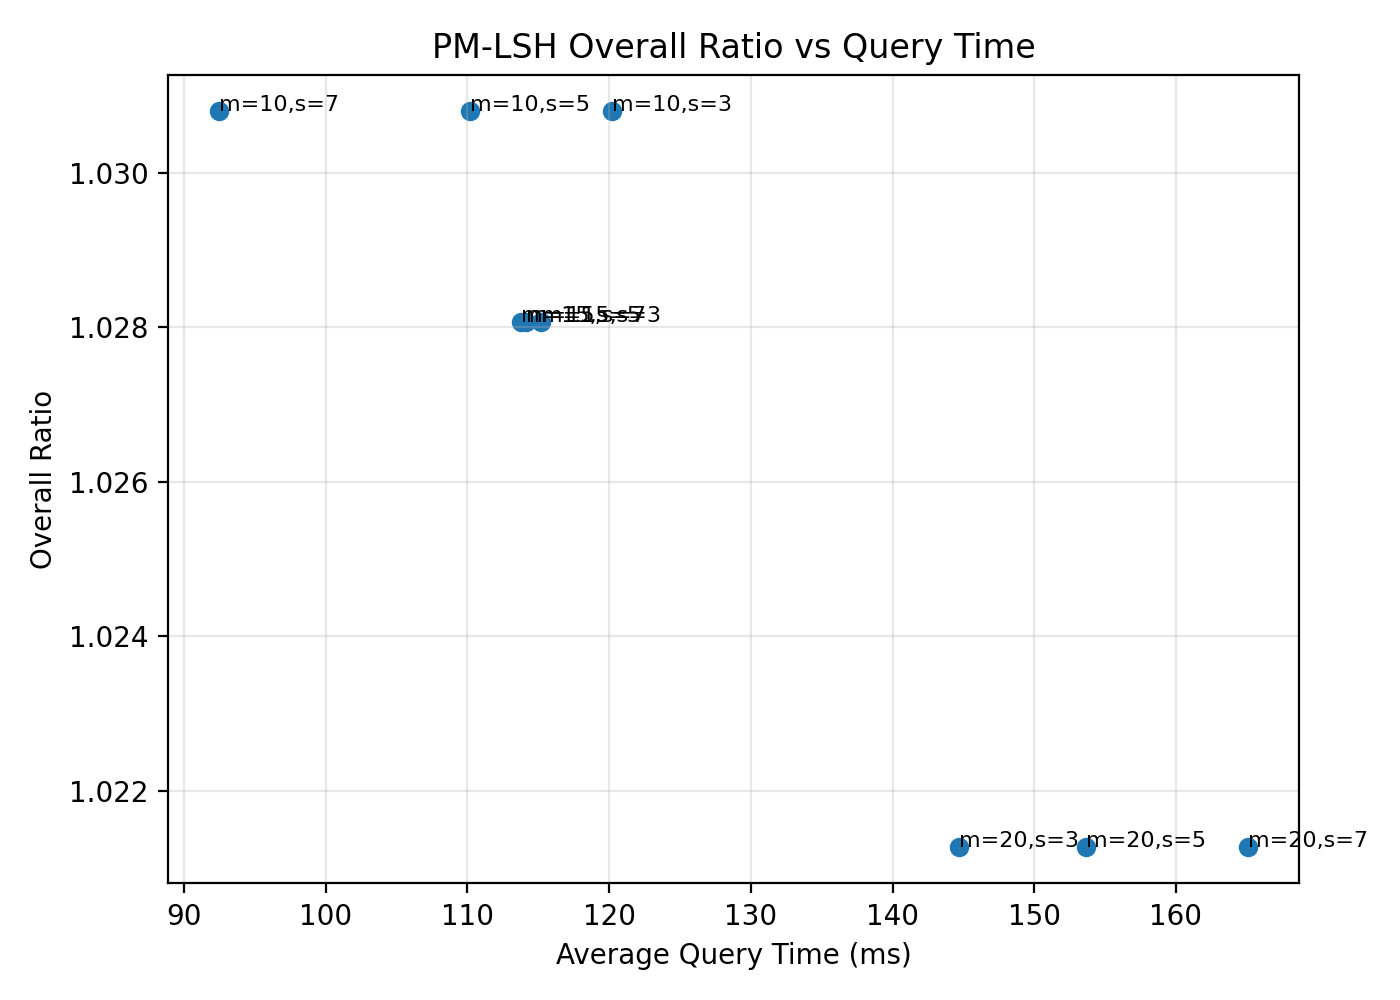 PM-LSH Overall Ratio vs Query Time
m=10,s=7
m=10,s=5
m=10,s=3
1.030
1.028
1.026
1.024
1.022
Overall Ratio
m=20,s=3
m=20,s=5
m=20,s=7
90
100
110
120
130
140
150
160
Average Query Time (ms)